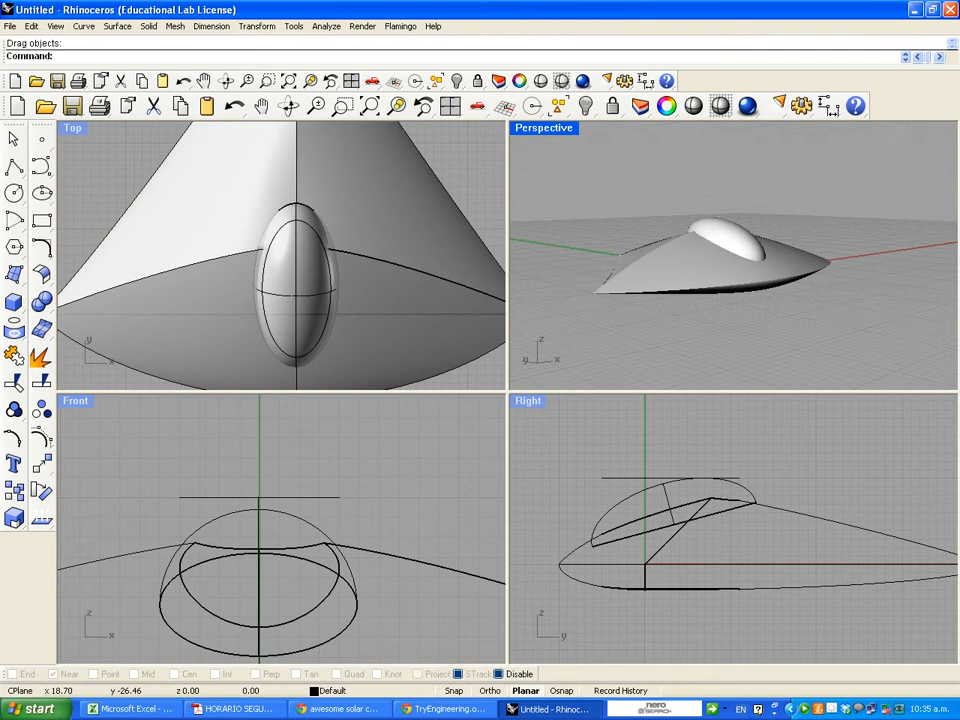 Untitled - Rhinoceros (Educational Lab License)
File Edit View Curve Surface Solid Mesh Dimension Transform Tools Analyze Render Flamingo Help
Drag objects:
Command:
Top
Perspective
y
x
z
y
x
Front
Right
z
x
z
y
End Near Point Mid Cen Int Perp Tan Quad Knot Project STrack Disable
CPlane x 18.70 y -26.46 z 0.00 0.00 Default Snap Ortho Planar Osnap Record History
start Microsoft Excel - ... HORARIO SEGU... awesome solar c... TryEngineering.o... Untitled - Rhinoc... nero SEARCH EN 10:35 a.m.